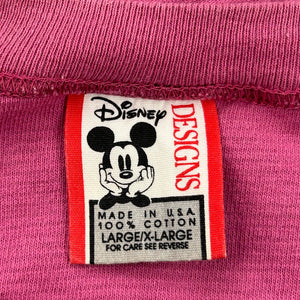 Disney
DESIGNS
MADE IN U.S.A.
100% COTTON
LARGE/X-LARGE
FOR CARE SEE REVERSE